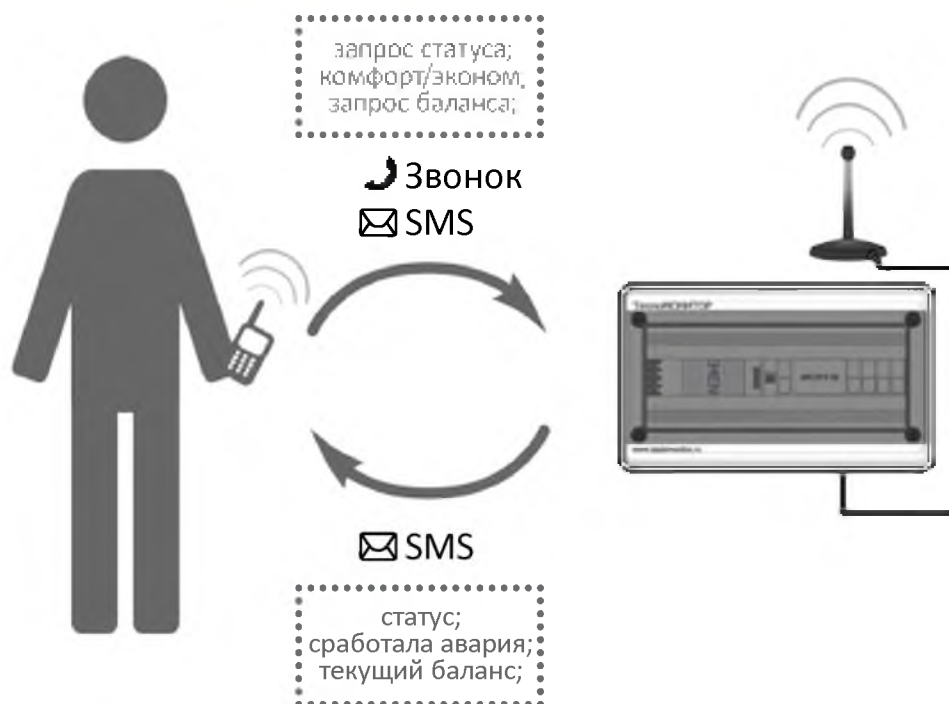 запрос статуса;
комфорт/эконом;
запрос баланса;
Звонок
SMS
SMS
статус;
сработала авария;
текущий баланс;